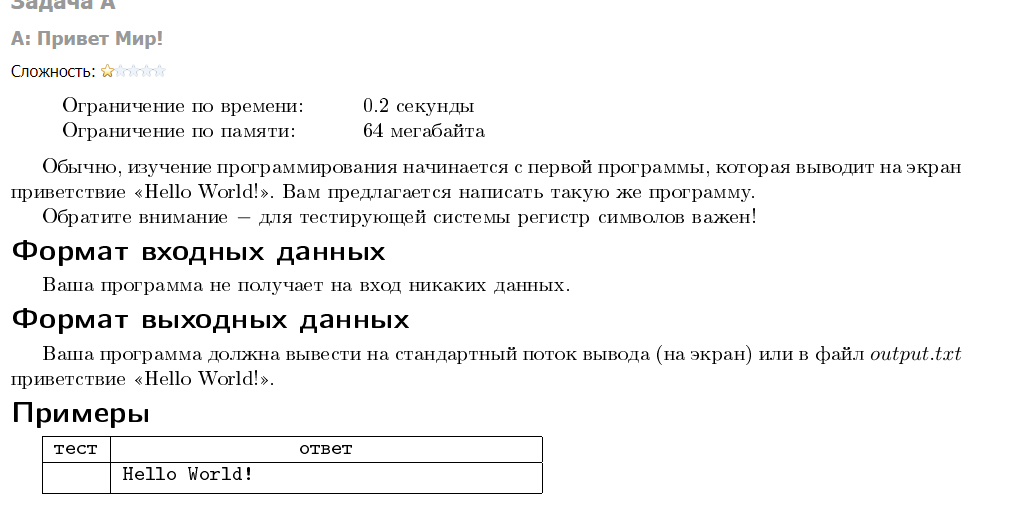 Задача А
А: Привет Мир!
Сложность:
Ограничение по времени: 0.2 секунды
Ограничение по памяти: 64 мегабайта
Обычно, изучение программирования начинается с первой программы, которая выводит на экран
приветствие «Hello World!». Вам предлагается написать такую же программу.
Обратите внимание − для тестирующей системы регистр символов важен!
Формат входных данных
Ваша программа не получает на вход никаких данных.
Формат выходных данных
Ваша программа должна вывести на стандартный поток вывода (на экран) или в файл output.txt
приветствие «Hello World!».
Примеры
тест ответ
Hello World!